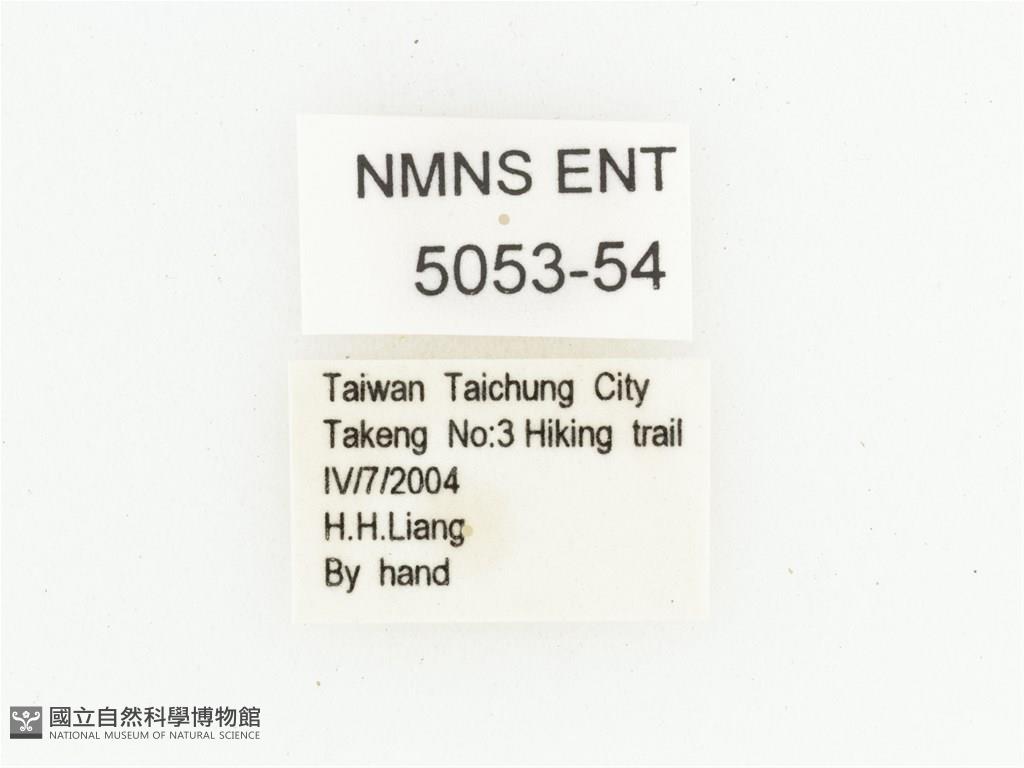 NMNS ENT
5053-54
Taiwan Taichung City
Takeng No:3 Hiking trail
IV/7/2004
H.H.Liang
By hand
國立自然科學博物館
NATIONAL MUSEUM OF NATURAL SCIENCE